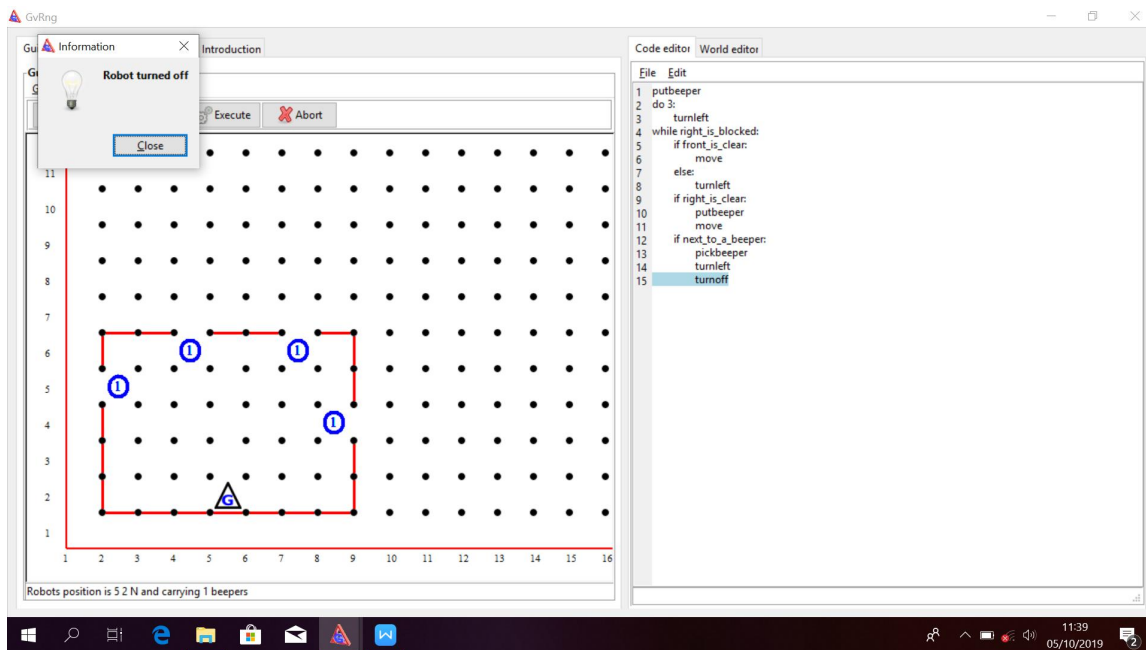 GvRng
Information
Robot turned off
Close
Introduction
Execute
Abort
11
10
9
8
7
6
5
4
3
2
1
1 2 3 4 5 6 7 8 9 10 11 12 13 14 15 16
1
1
1
1
G
Robots position is 5 2 N and carrying 1 beepers
Code editor World editor
File Edit
1 putbeeper
2 do 3:
3 turnleft
4 while right_is_blocked:
5 if front_is_clear:
6 move
7 else:
8 turnleft
9 if right_is_clear:
10 putbeeper
11 move
12 if next_to_a_beeper:
13 pickbeeper
14 turnleft
15 turnoff
11:39
05/10/2019
2